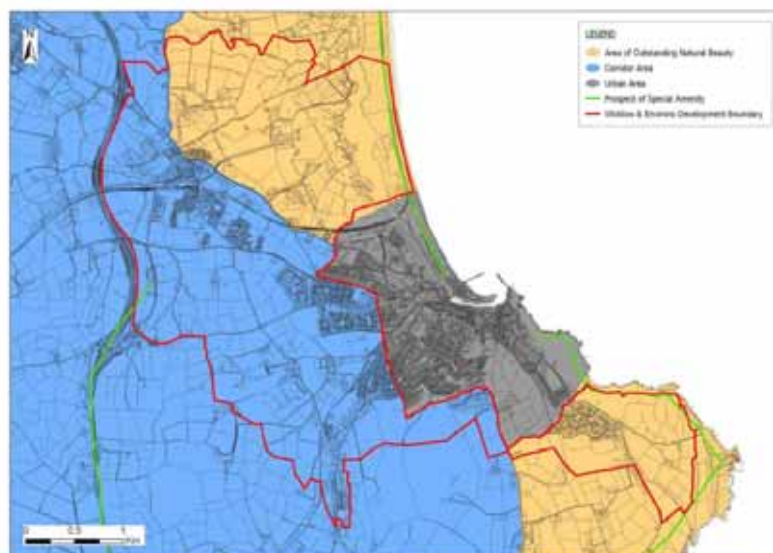 N
LEGEND
Area of Outstanding Natural Beauty
Corridor Area
Urban Area
Prospect of Special Amenity
Wicklow & Environs Development Boundary
0 0.5 1